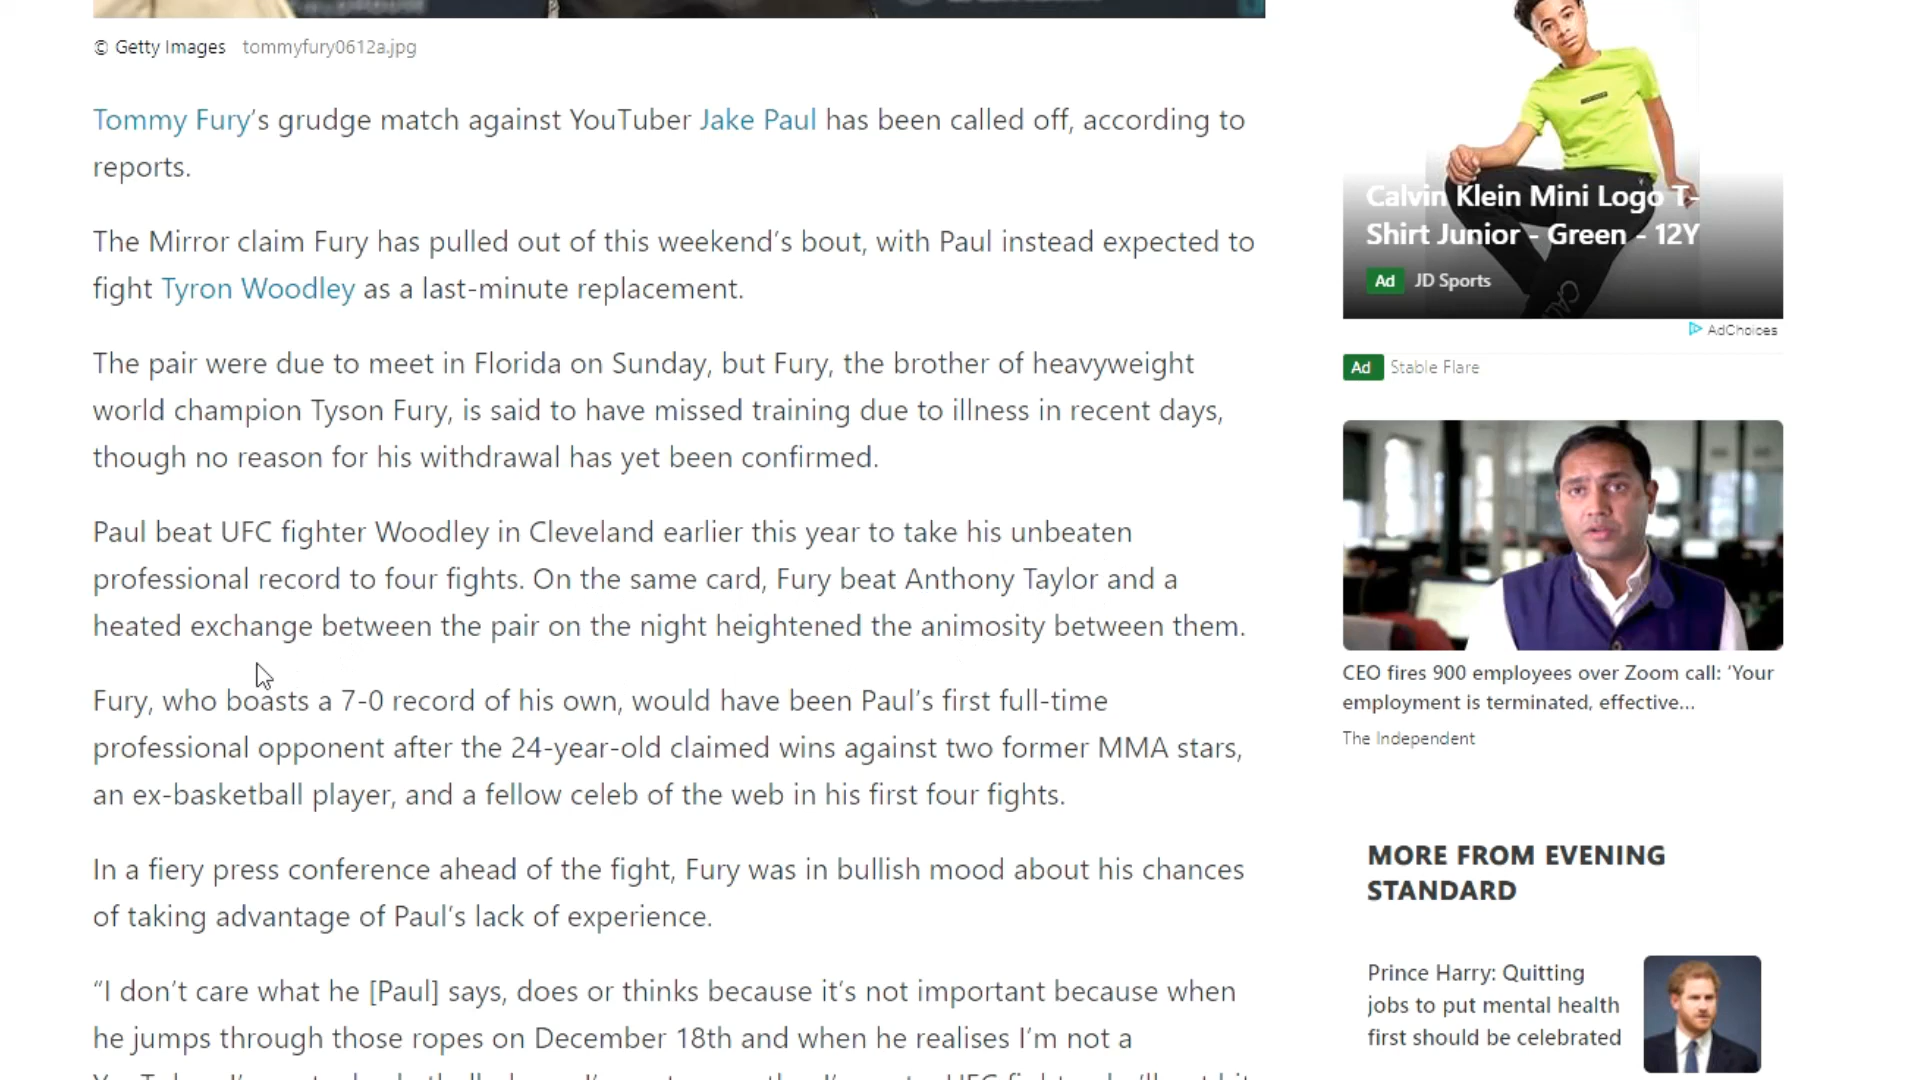 © Getty Images tommyfury0612a.jpg
Tommy Fury’s grudge match against YouTuber Jake Paul has been called off, according to
reports.
The Mirror claim Fury has pulled out of this weekend’s bout, with Paul instead expected to
fight Tyron Woodley as a last-minute replacement.
The pair were due to meet in Florida on Sunday, but Fury, the brother of heavyweight
world champion Tyson Fury, is said to have missed training due to illness in recent days,
though no reason for his withdrawal has yet been confirmed.
Paul beat UFC fighter Woodley in Cleveland earlier this year to take his unbeaten
professional record to four fights. On the same card, Fury beat Anthony Taylor and a
heated exchange between the pair on the night heightened the animosity between them.
Fury, who boasts a 7-0 record of his own, would have been Paul’s first full-time
professional opponent after the 24-year-old claimed wins against two former MMA stars,
an ex-basketball player, and a fellow celeb of the web in his first four fights.
In a fiery press conference ahead of the fight, Fury was in bullish mood about his chances
of taking advantage of Paul’s lack of experience.
“I don’t care what he [Paul] says, does or thinks because it’s not important because when
he jumps through those ropes on December 18th and when he realises I’m not a
Calvin Klein Mini Logo T-
Shirt Junior - Green - 12Y
Ad JD Sports
AdChoices
Ad Stable Flare
CEO fires 900 employees over Zoom call: ‘Your
employment is terminated, effective...
The Independent
MORE FROM EVENING
STANDARD
Prince Harry: Quitting
jobs to put mental health
first should be celebrated